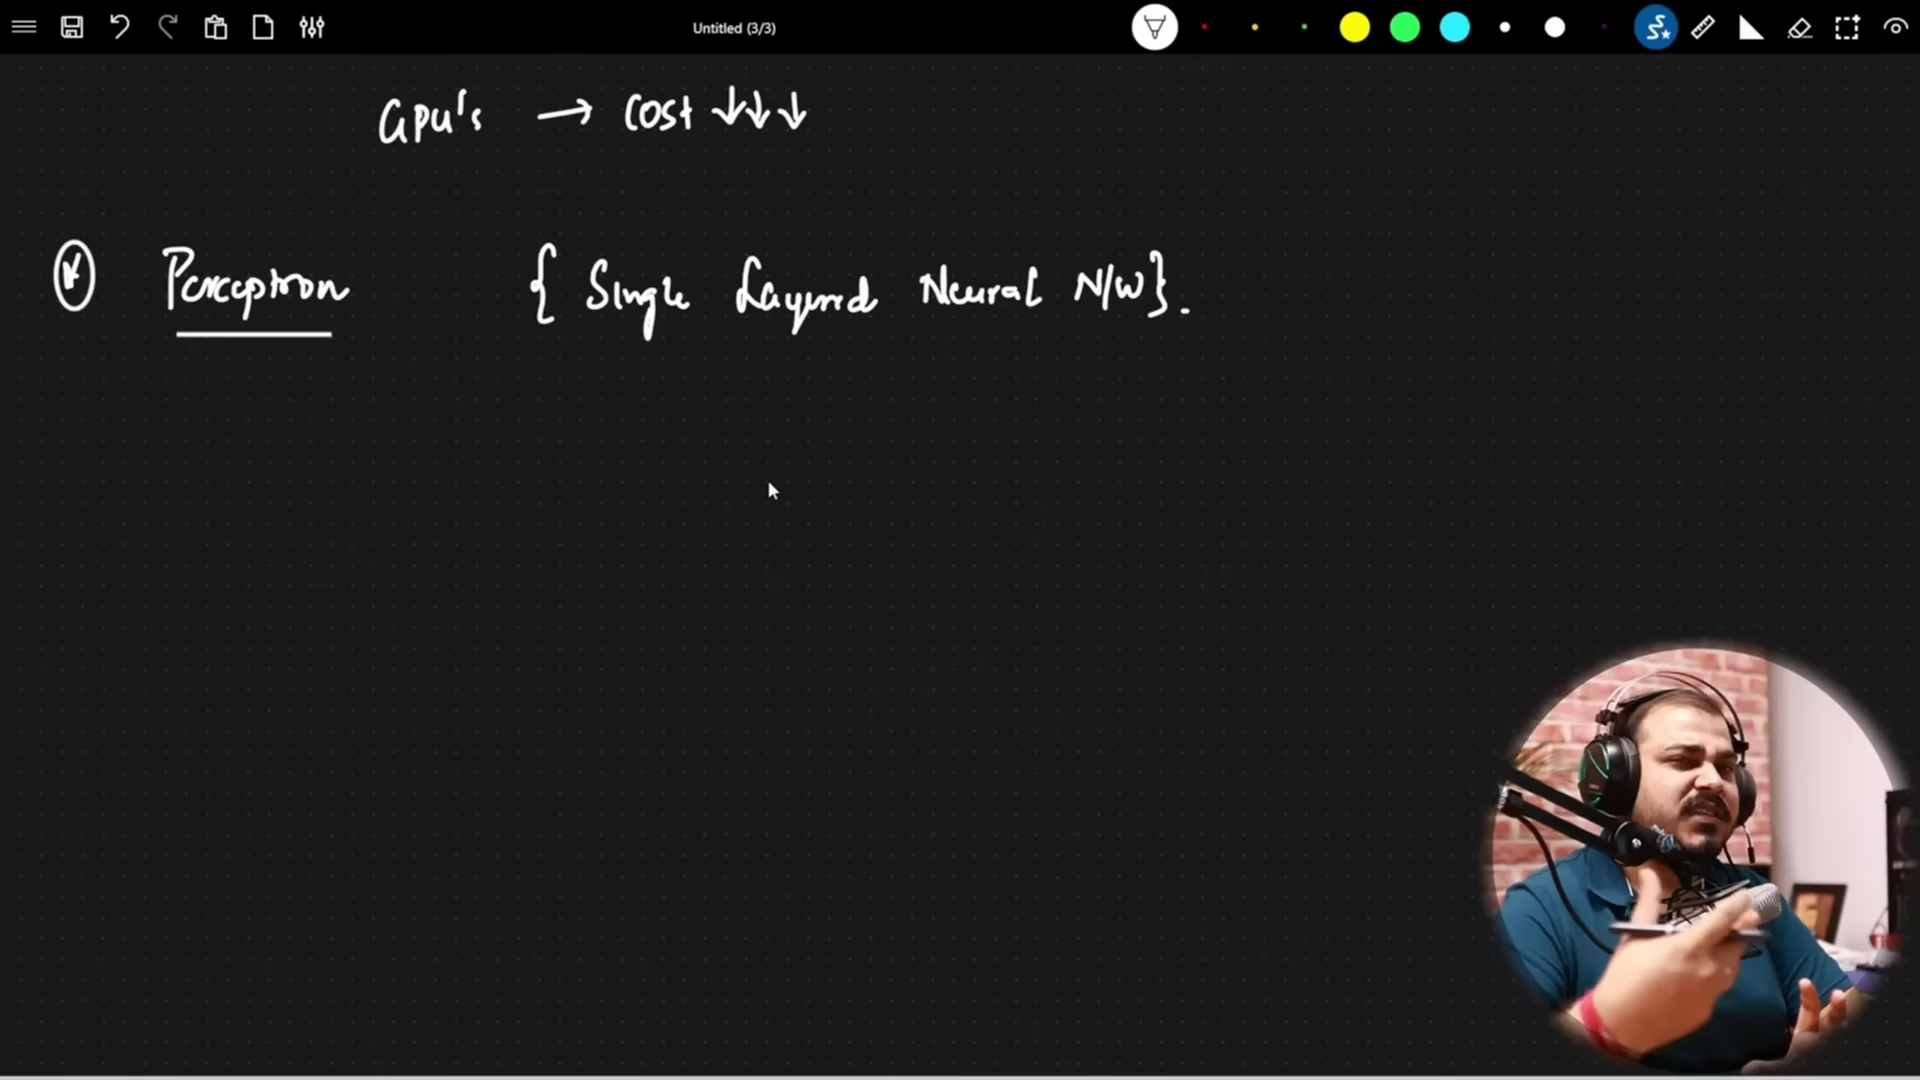 Untitled (3/3)
GPU's → Cost ↓↓↓
Perceptron { Single Layered Neural N/W}.